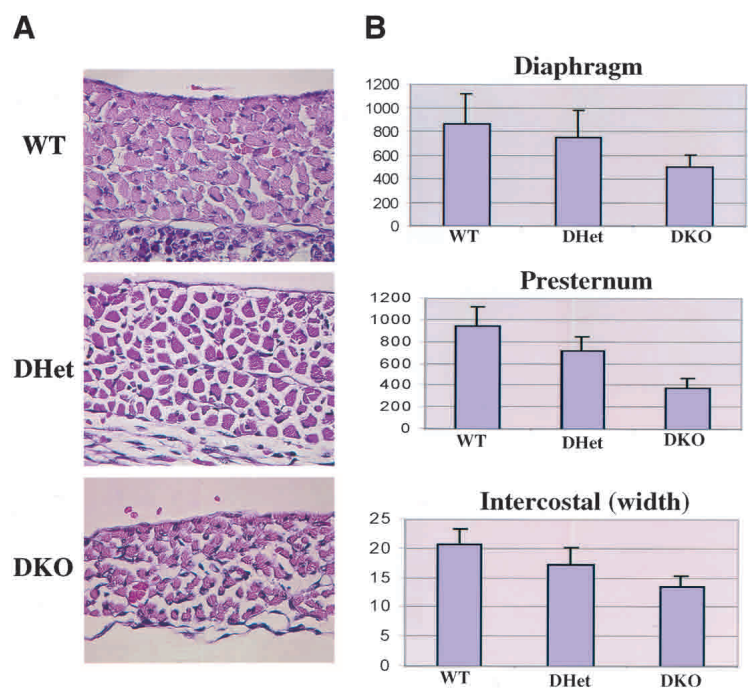 A
B
WT
DHet
DKO
Diaphragm
1200
1000
800
600
400
200
0
WT
DHet
DKO
Presternum
1200
1000
800
600
400
200
0
WT
DHet
DKO
Intercostal (width)
25
20
15
10
5
0
WT
DHet
DKO